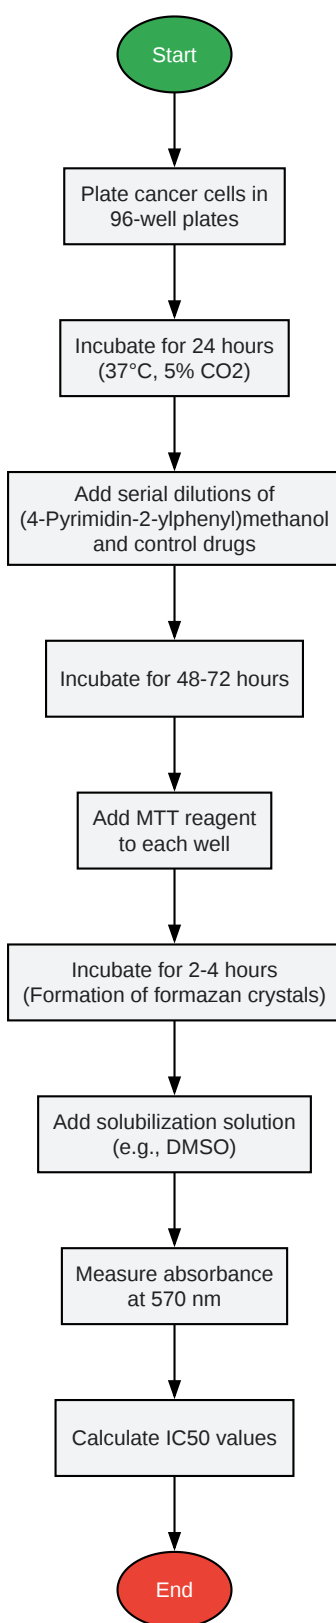 Start
Plate cancer cells in
96-well plates
Incubate for 24 hours
(37°C, 5% CO2)
Add serial dilutions of
(4-Pyrimidin-2-ylphenyl)methanol
and control drugs
Incubate for 48-72 hours
Add MTT reagent
to each well
Incubate for 2-4 hours
(Formation of formazan crystals)
Add solubilization solution
(e.g., DMSO)
Measure absorbance
at 570 nm
Calculate IC50 values
End